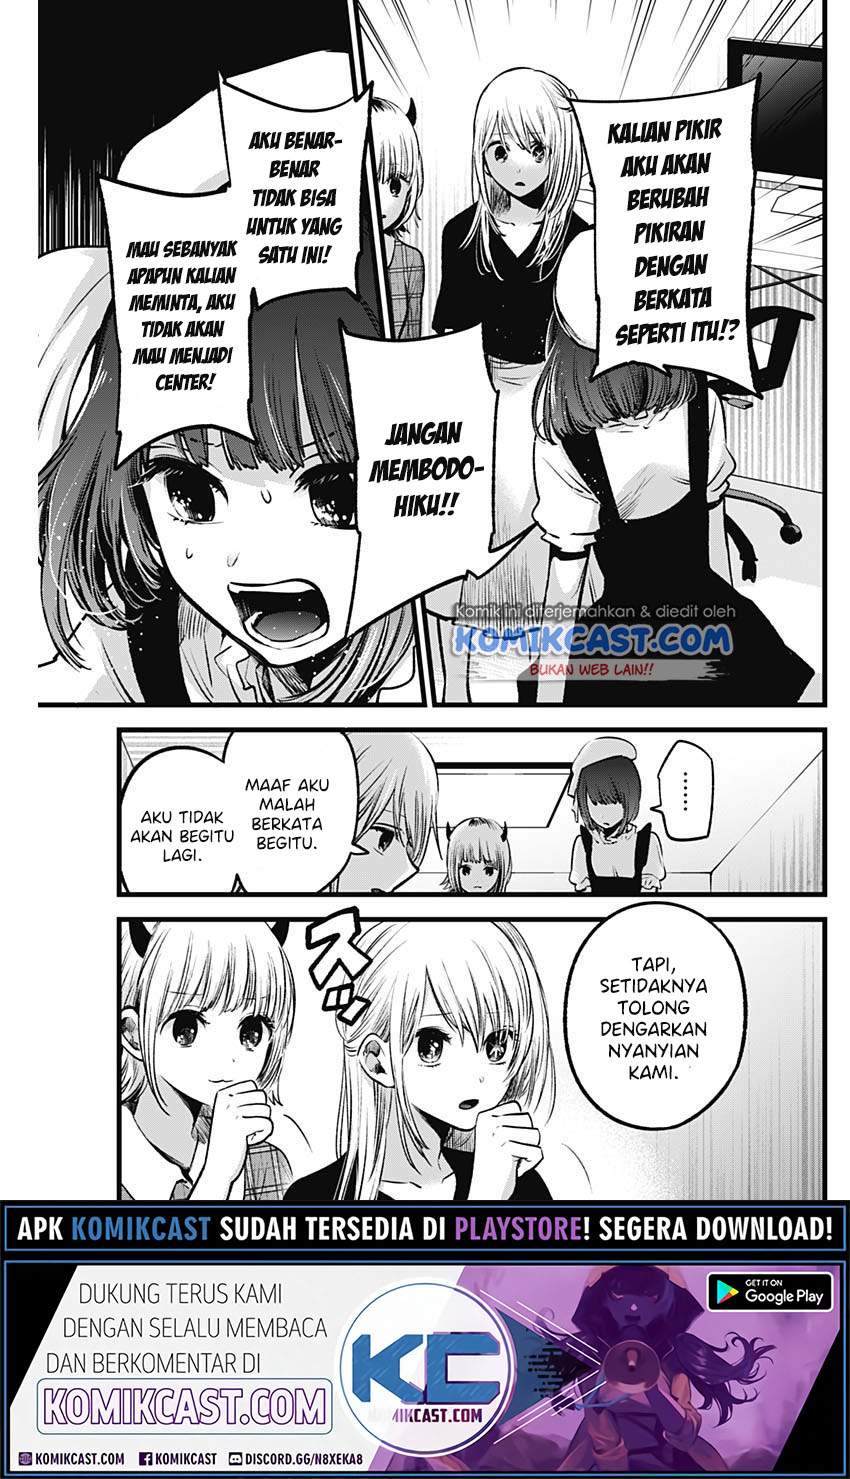 KALIAN PIKIR
AKU AKAN
BERUBAH
PIKIRAN
DENGAN
BERKATA
SEPERTI ITU!?
AKU BENAR-
BENAR
TIDAK BISA
UNTUK YANG
SATU INI!
MAU SEBANYAK
APAPUN KALIAN
MEMINTA, AKU
TIDAK AKAN
MAU MENJADI
CENTER!
JANGAN
MEMBODO-
HIKU!!
Komik ini diterjemahkan & diedit oleh
KOMIKCAST.COM
BUKAN WEB LAIN!!
......
MAAF AKU
MALAH
BERKATA
BEGITU.
AKU TIDAK
AKAN BEGITU
LAGI.
TAPI,
SETIDAKNYA
TOLONG
DENGARKAN
NYANYIAN
KAMI.
ズッ
APK KOMIKCAST SUDAH TERSEDIA DI PLAYSTORE! SEGERA DOWNLOAD!
DUKUNG TERUS KAMI
DENGAN SELALU MEMBACA
DAN BERKOMENTAR DI
KOMIKCAST.COM
KOMIKCAST.COM KOMIKCAST DISCORD.GG/N8XEKA8
KC
KOMIKCAST.COM
GET IT ON
Google Play